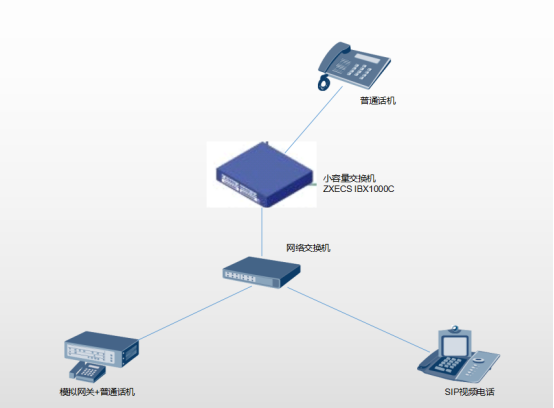 普通话机
小容量交换机
ZXECS IBX1000C
网络交换机
模拟网关+普通话机
SIP视频电话